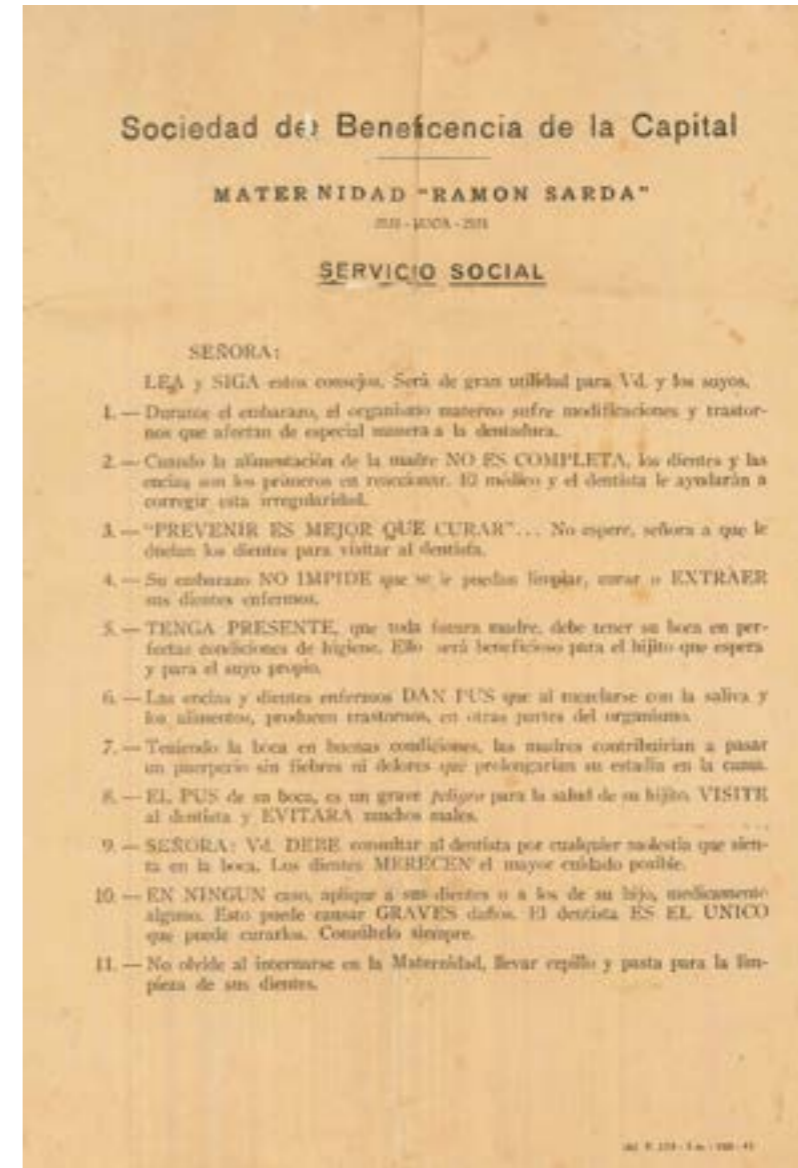 Sociedad de Beneficencia de la Capital
MATERNIDAD "RAMON SARDA"
SERVICIO SOCIAL
SEÑORA:
LEA y SIGA estos consejos. Será de gran utilidad para Vd. y los suyos.
1. — Durante el embarazo, el organismo materno sufre modificaciones y trastor-
nos que afectan de especial manera a la dentadura.
2. — Cuando la alimentación de la madre NO ES COMPLETA, los dientes y las
encías son los primeros en reaccionar. El médico y el dentista le ayudarán a
corregir esta irregularidad.
3. — "PREVENIR ES MEJOR QUE CURAR"... No espere, señora a que le
duelan los dientes para visitar al dentista.
4. — Su embarazo NO IMPIDE que se le puedan limpiar, curar o EXTRAER
sus dientes enfermos.
5. — TENGA PRESENTE, que toda futura madre, debe tener su boca en per-
fectas condiciones de higiene. Ello será beneficioso para el hijito que espera
y para el suyo propio.
6. — Las encías y dientes enfermos DAN PUS que al mezclarse con la saliva y
los alimentos, producen trastornos, en otras partes del organismo.
7. — Teniendo la boca en buenas condiciones, las madres contribuirían a pasar
un puerperio sin fiebres ni dolores que prolongarían su estadía en la cama.
8. — EL PUS de su boca, es un grave peligro para la salud de su hijito. VISITE
al dentista y EVITARA muchos males.
9. — SEÑORA: Vd. DEBE consultar al dentista por cualquier molestia que sien-
ta en la boca. Los dientes MERECEN el mayor cuidado posible.
10. — EN NINGUN caso, aplique a sus dientes o a los de su hijo, medicamento
alguno. Esto puede causar GRAVES daños. El dentista ES EL UNICO
que puede curarlos. Consúltelo siempre.
11. — No olvide al internarse en la Maternidad, llevar cepillo y pasta para la lim-
pieza de sus dientes.